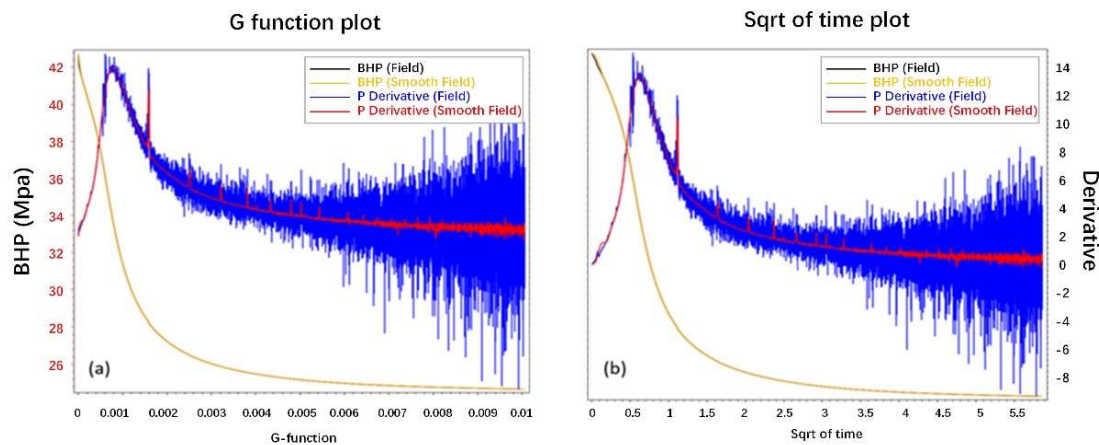 G function plot
Sqrt of time plot
BHP (Field)
BHP (Smooth Field)
P Derivative (Field)
P Derivative (Smooth Field)
BHP (Field)
BHP (Smooth Field)
P Derivative (Field)
P Derivative (Smooth Field)
BHP (Mpa)
42
40
38
36
34
32
30
28
26
14
12
10
8
6
4
2
0
-2
-4
-6
-8
Derivative
(a)
(b)
0 0.001 0.002 0.003 0.004 0.005 0.006 0.007 0.008 0.009 0.01
0 0.5 1 1.5 2 2.5 3 3.5 4 4.5 5 5.5
G-function
Sqrt of time